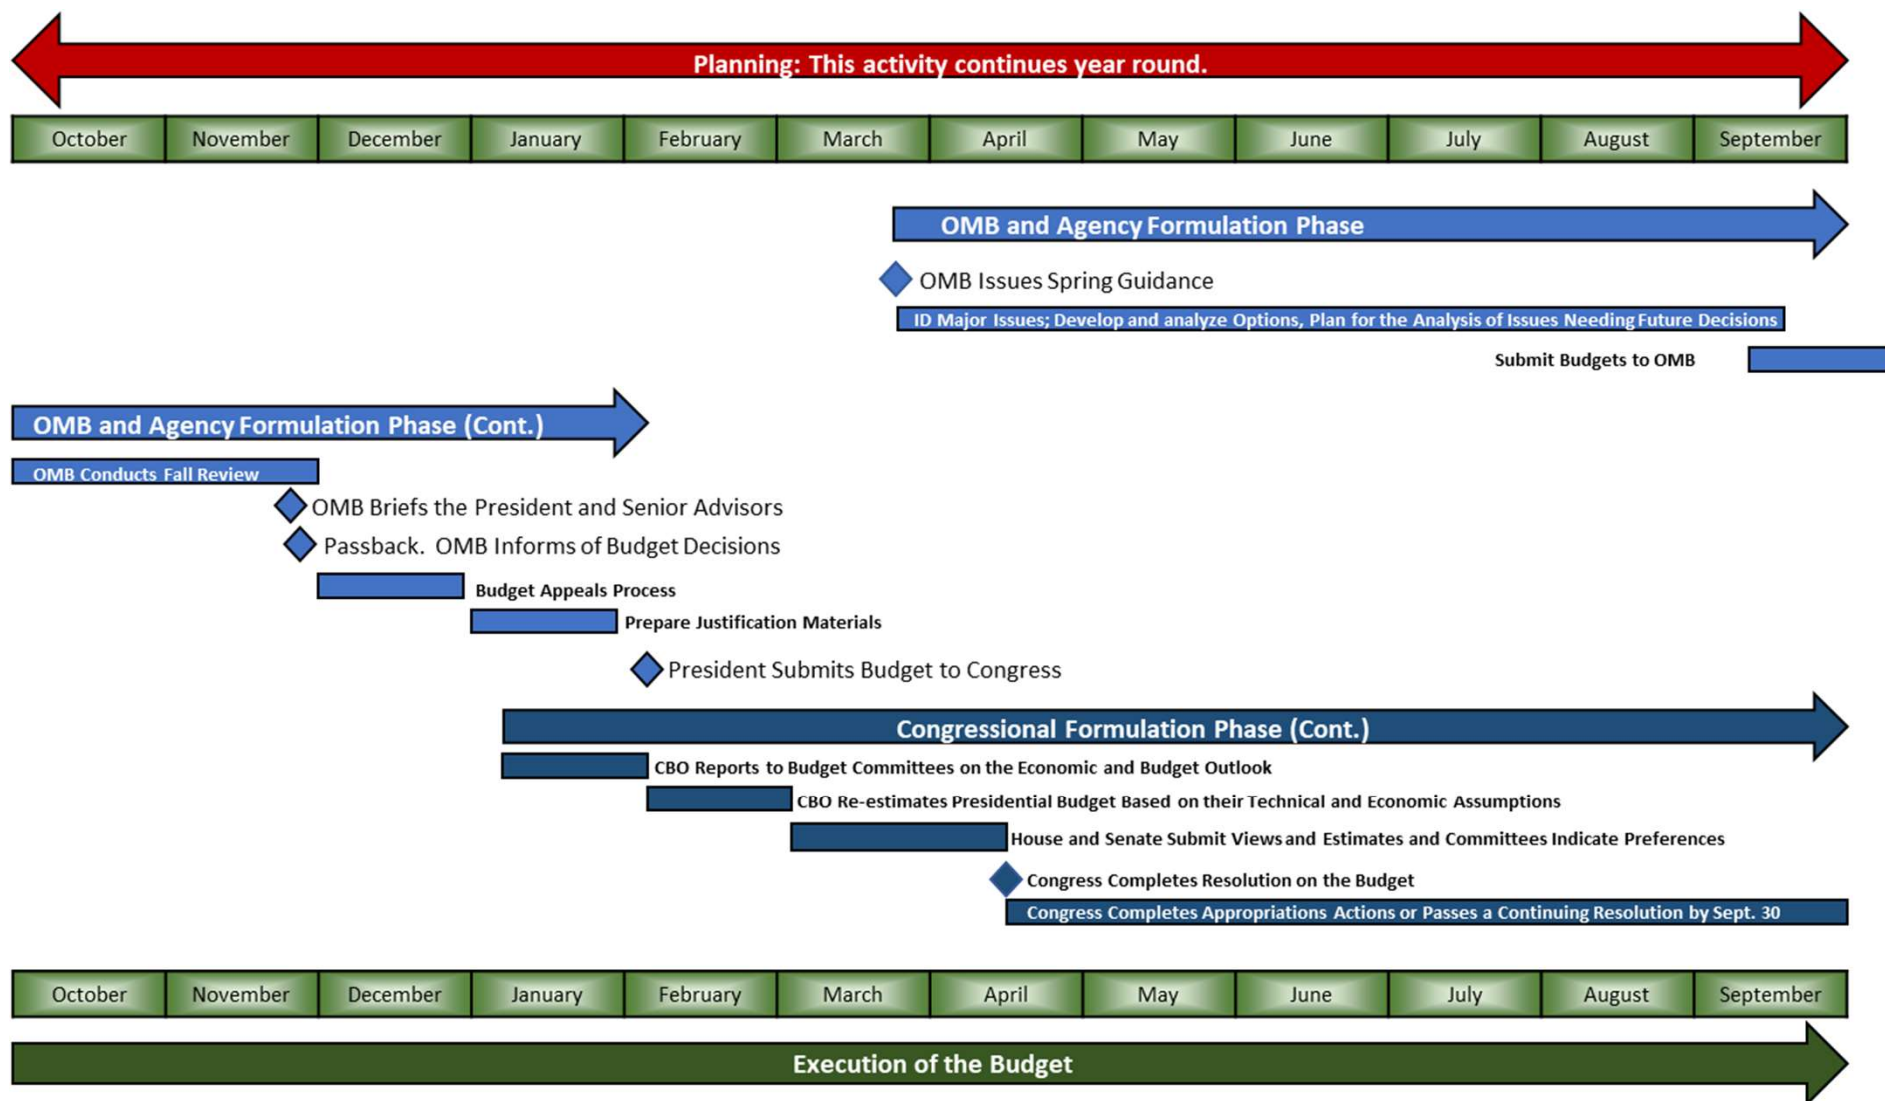 Planning: This activity continues year round.
October November December January February March April May June July August September
OMB and Agency Formulation Phase
OMB Issues Spring Guidance
ID Major Issues; Develop and analyze Options, Plan for the Analysis of Issues Needing Future Decisions
Submit Budgets to OMB
OMB and Agency Formulation Phase (Cont.)
OMB Conducts Fall Review
OMB Briefs the President and Senior Advisors
Passback. OMB Informs of Budget Decisions
Budget Appeals Process
Prepare Justification Materials
President Submits Budget to Congress
Congressional Formulation Phase (Cont.)
CBO Reports to Budget Committees on the Economic and Budget Outlook
CBO Re-estimates Presidential Budget Based on their Technical and Economic Assumptions
House and Senate Submit Views and Estimates and Committees Indicate Preferences
Congress Completes Resolution on the Budget
Congress Completes Appropriations Actions or Passes a Continuing Resolution by Sept. 30
October November December January February March April May June July August September
Execution of the Budget